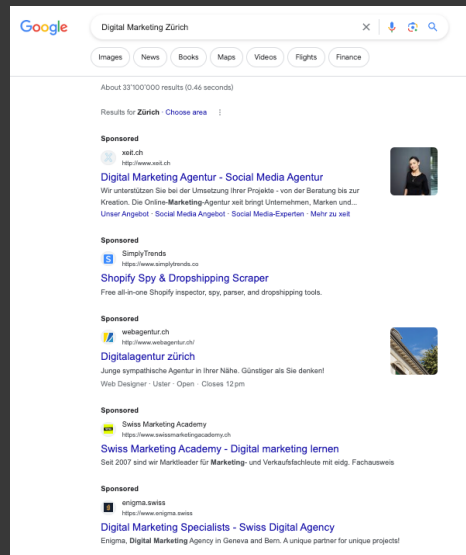 Google
Digital Marketing Zürich
Images News Books Maps Videos Flights Finance
About 33'100'000 results (0.46 seconds)
Results for Zürich · Choose area
Sponsored
xeit.ch
http://www.xeit.ch
Digital Marketing Agentur - Social Media Agentur
Wir unterstützen Sie bei der Umsetzung Ihrer Projekte - von der Beratung bis zur
Kreation. Die Online-Marketing-Agentur xeit bringt Unternehmen, Marken und...
Unser Angebot · Social Media Angebot · Social Media-Experten · Mehr zu xeit
Sponsored
SimplyTrends
https://www.simplytrends.co
Shopify Spy & Dropshipping Scraper
Free all-in-one Shopify inspector, spy, parser, and dropshipping tools.
Sponsored
webagentur.ch
http://www.webagentur.ch/
Digitalagentur zürich
Junge sympathische Agentur in Ihrer Nähe. Günstiger als Sie denken!
Web Designer · Uster · Open · Closes 12 pm
Sponsored
Swiss Marketing Academy
https://www.swissmarketingacademy.ch
Swiss Marketing Academy - Digital marketing lernen
Seit 2007 sind wir Marktleader für Marketing- und Verkaufsfachleute mit eidg. Fachausweis
Sponsored
enigma.swiss
https://www.enigma.swiss
Digital Marketing Specialists - Swiss Digital Agency
Enigma, Digital Marketing Agency in Geneva and Bern. A unique partner for unique projects!